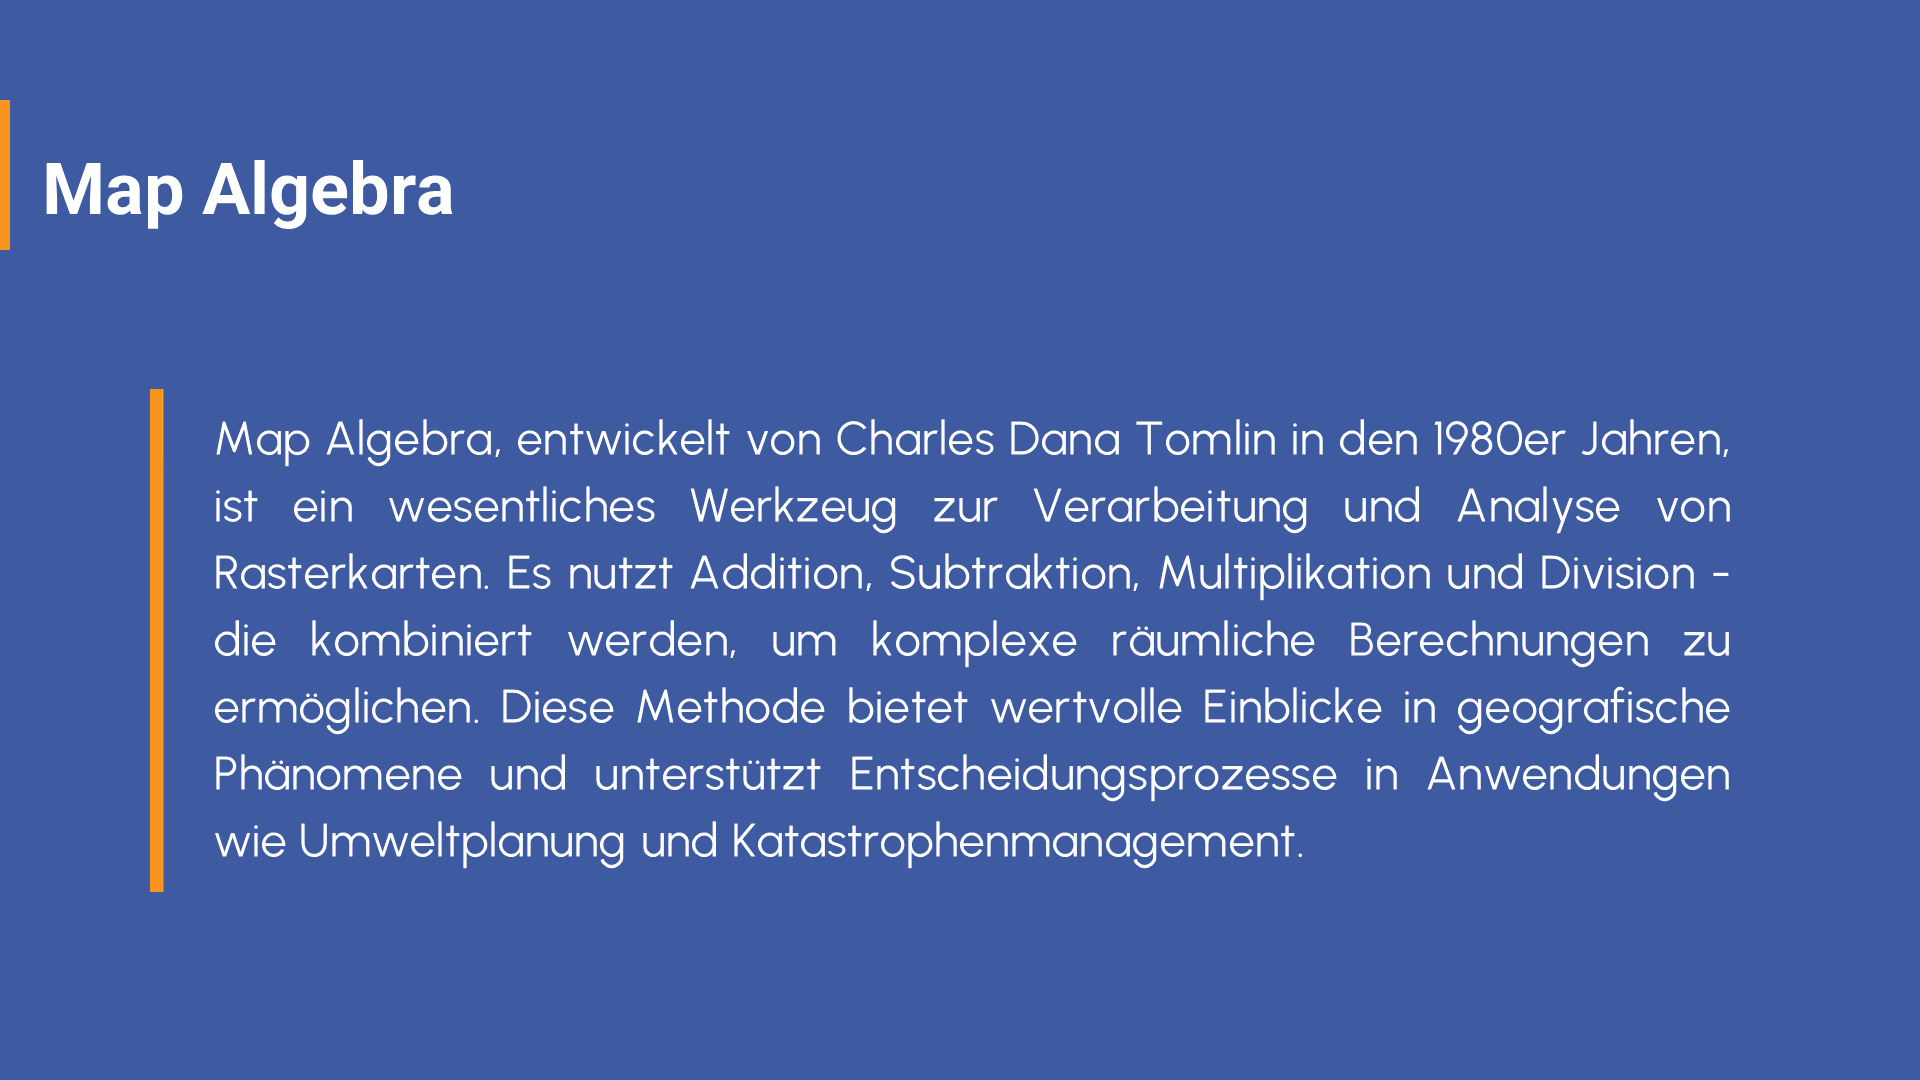 Map Algebra
Map Algebra, entwickelt von Charles Dana Tomlin in den 1980er Jahren,
ist ein wesentliches Werkzeug zur Verarbeitung und Analyse von
Rasterkarten. Es nutzt Addition, Subtraktion, Multiplikation und Division -
die kombiniert werden, um komplexe räumliche Berechnungen zu
ermöglichen. Diese Methode bietet wertvolle Einblicke in geografische
Phänomene und unterstützt Entscheidungsprozesse in Anwendungen
wie Umweltplanung und Katastrophenmanagement.